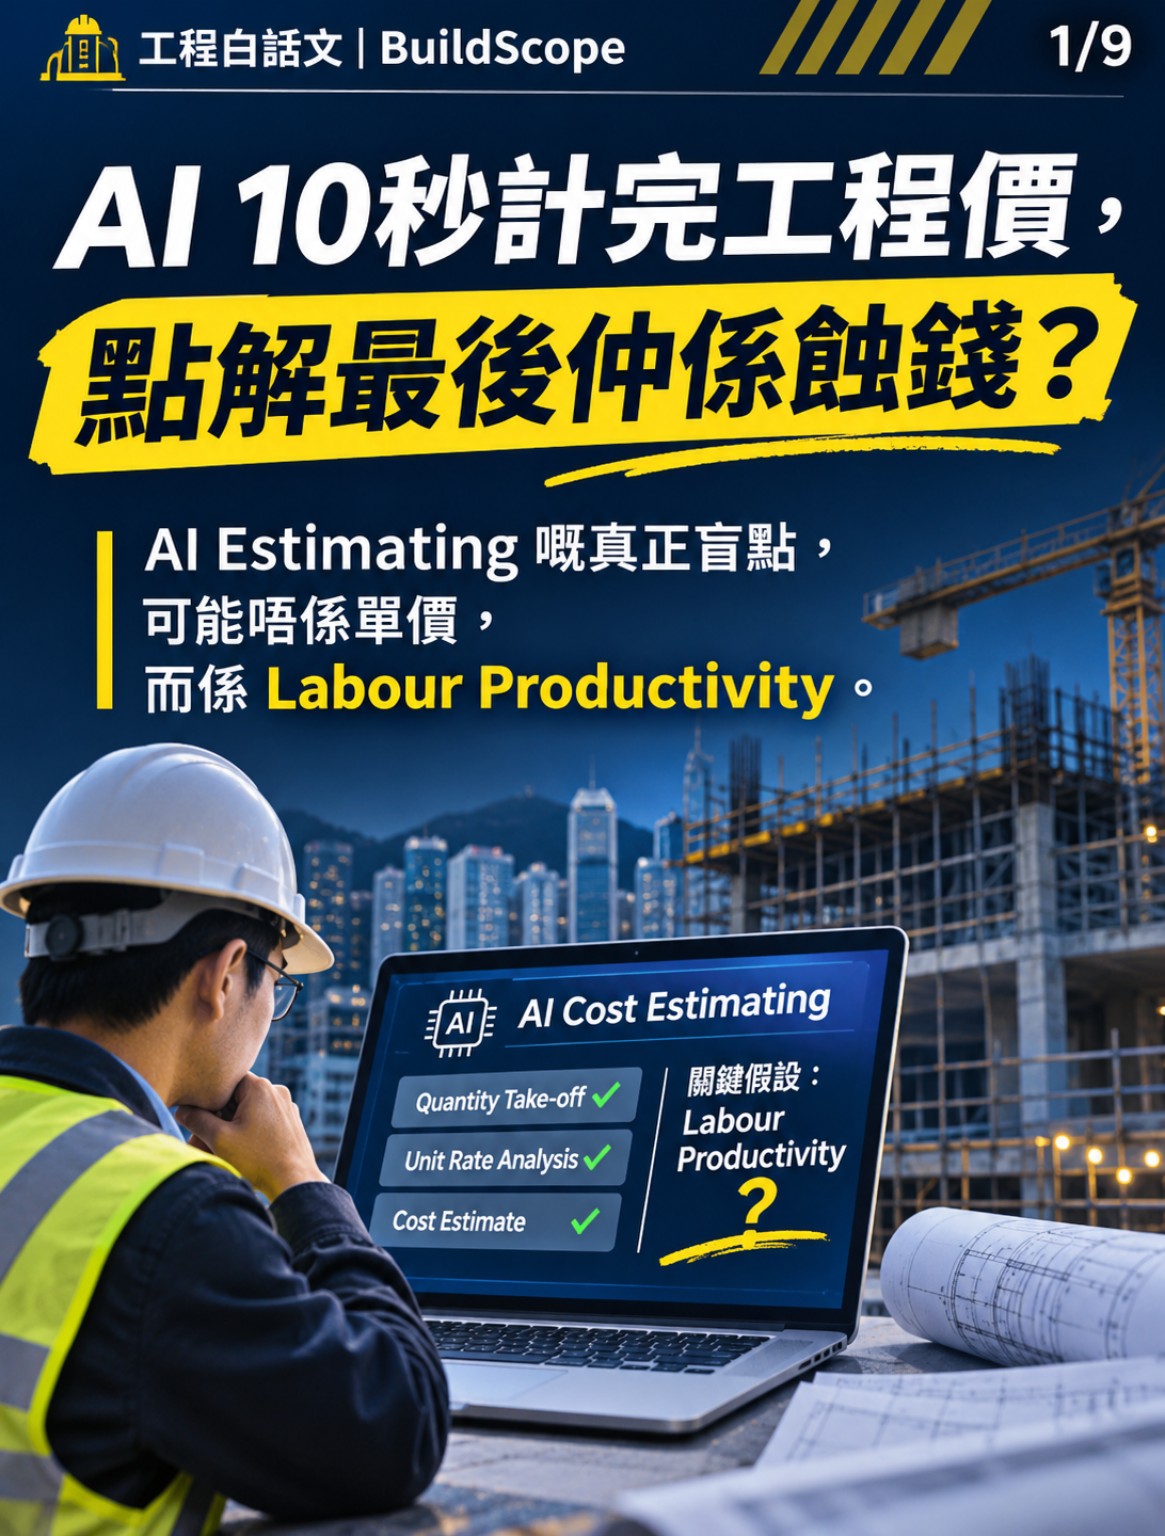 工程白話文 | BuildScope
1/9
AI 10秒計完工程價，
點解最後仲係蝕錢？
AI Estimating 嘅真正盲點，
可能唔係單價，
而係 Labour Productivity。
AI
AI Cost Estimating
Quantity Take-off
Unit Rate Analysis
Cost Estimate
關鍵假設：
Labour
Productivity
?